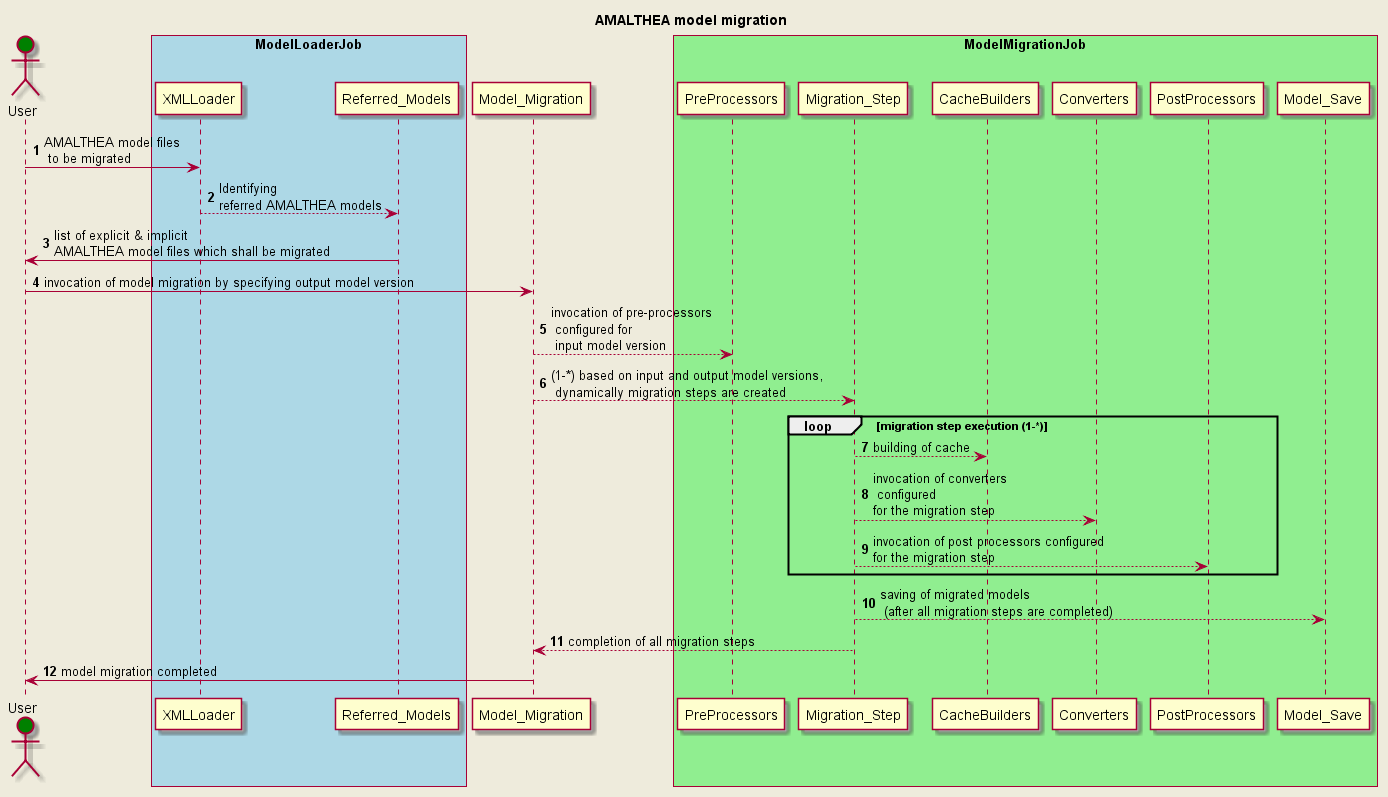 AMALTHEA model migration
ModelLoaderJob
ModelMigrationJob
User
XMLLoader
Referred_Models
Model_Migration
PreProcessors
Migration_Step
CacheBuilders
Converters
PostProcessors
Model_Save
1 AMALTHEA model files
to be migrated
2 Identifying
referred AMALTHEA models
3 list of explicit & implicit
AMALTHEA model files which shall be migrated
4 invocation of model migration by specifying output model version
5 invocation of pre-processors
configured for
input model version
6 (1-*) based on input and output model versions,
dynamically migration steps are created
loop [migration step execution (1-*)]
7 building of cache
8 invocation of converters
configured
for the migration step
9 invocation of post processors configured
for the migration step
10 saving of migrated models
(after all migration steps are completed)
11 completion of all migration steps
12 model migration completed
User
XMLLoader
Referred_Models
Model_Migration
PreProcessors
Migration_Step
CacheBuilders
Converters
PostProcessors
Model_Save